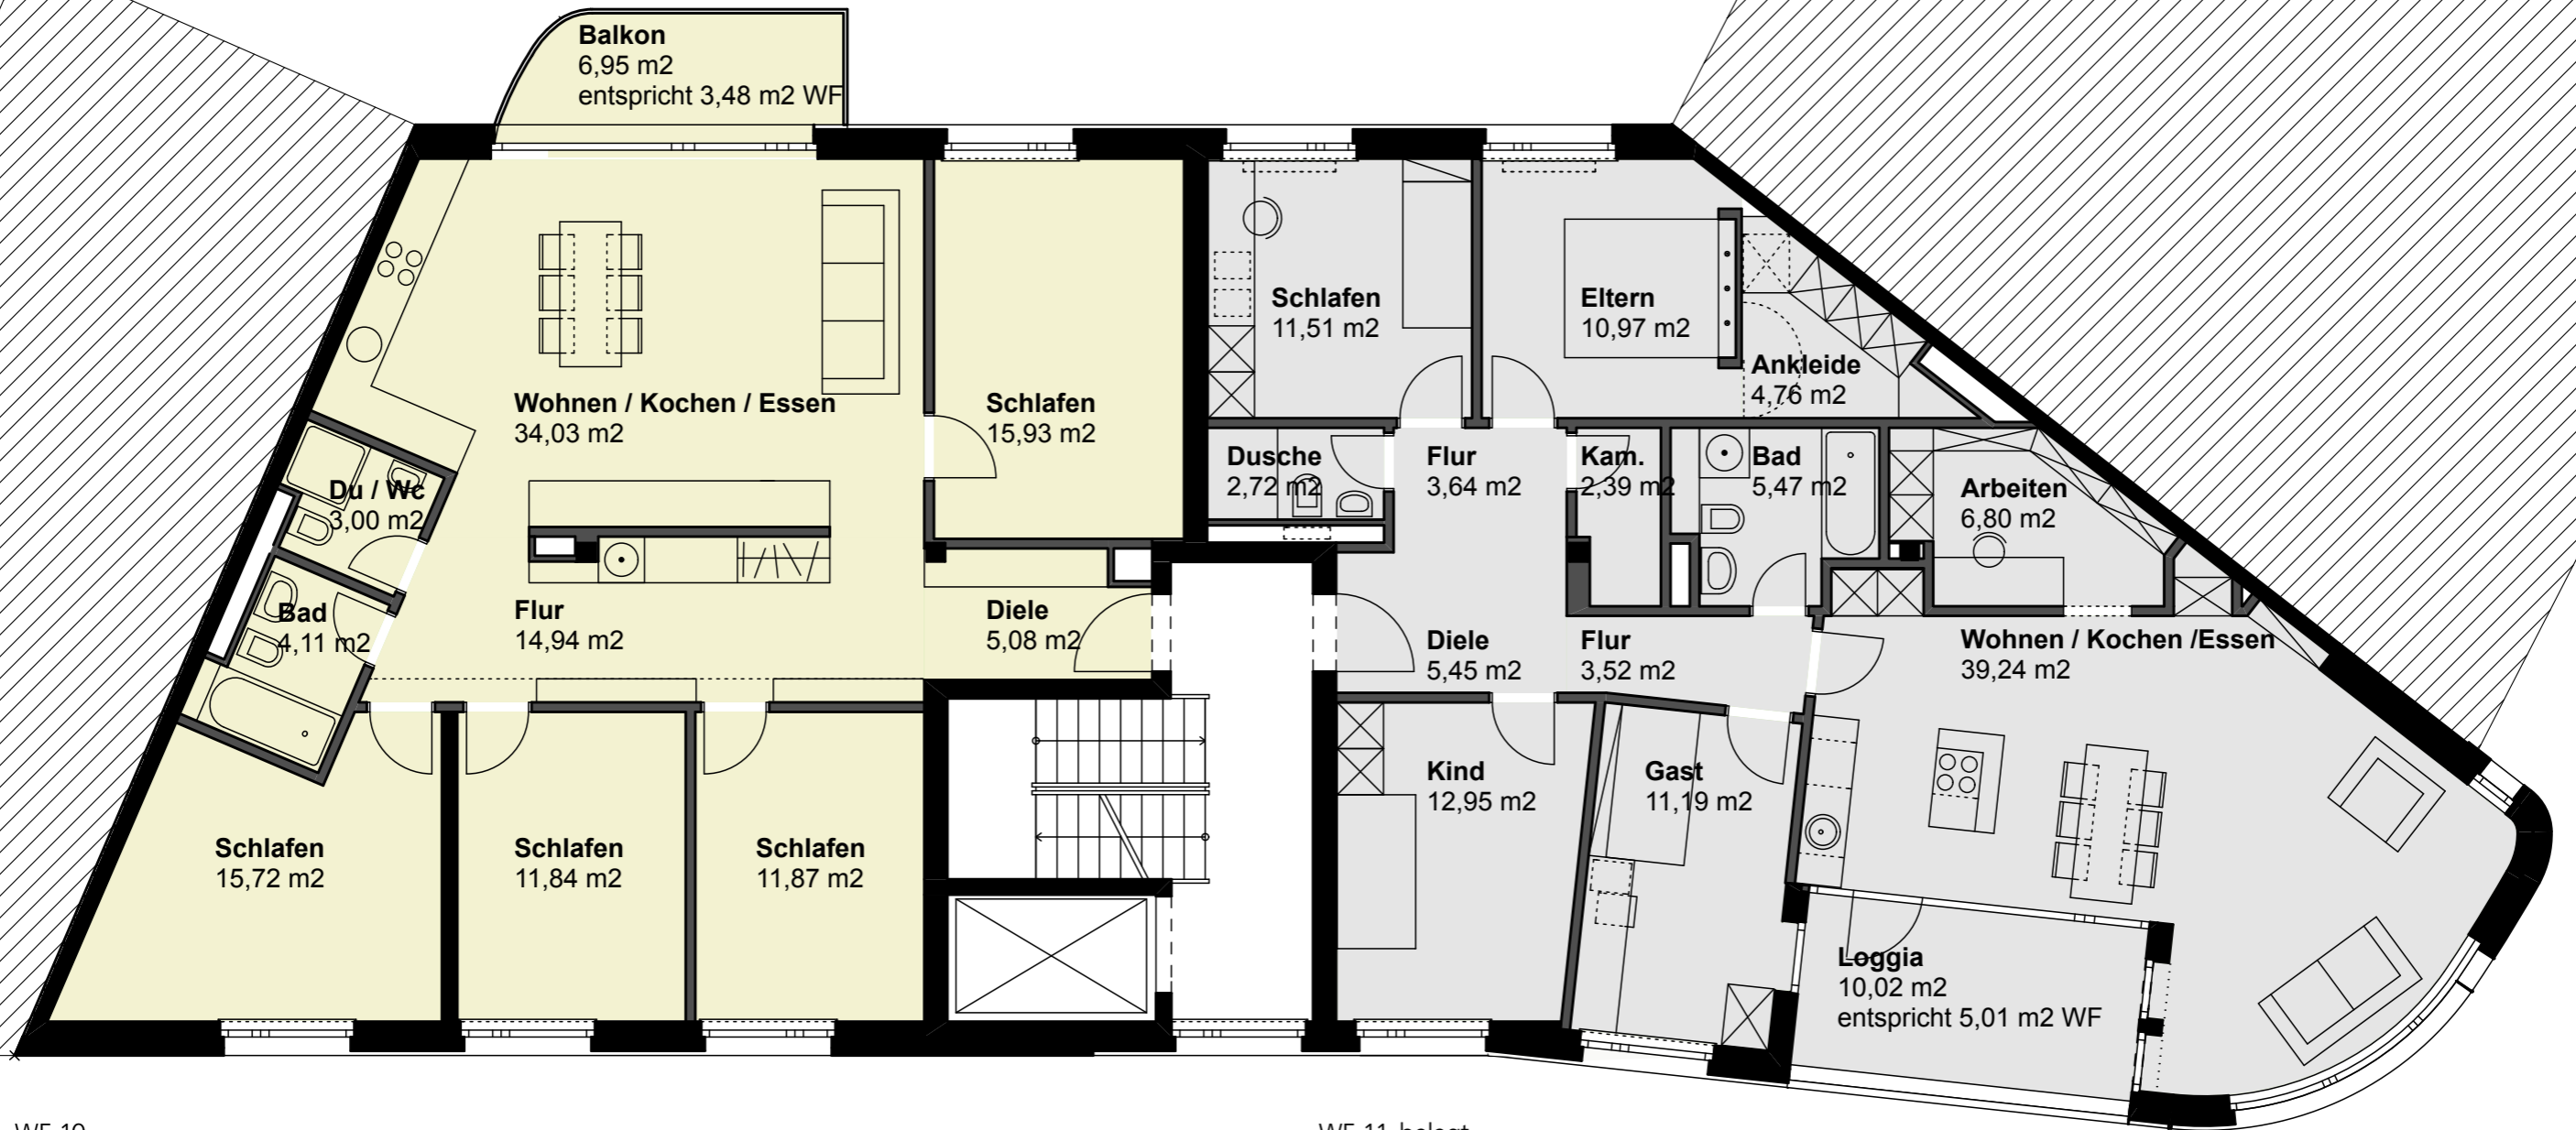 Balkon
6,95 m2
entspricht 3,48 m2 WF
Wohnen / Kochen / Essen
34,03 m2
Schlafen
15,93 m2
Du / Wc
3,00 m2
Bad
4,11 m2
Flur
14,94 m2
Diele
5,08 m2
Schlafen
15,72 m2
Schlafen
11,84 m2
Schlafen
11,87 m2
Schlafen
11,51 m2
Eltern
10,97 m2
Ankleide
4,76 m2
Dusche
2,72 m2
Flur
3,64 m2
Kam.
2,39 m2
Bad
5,47 m2
Arbeiten
6,80 m2
Diele
5,45 m2
Flur
3,52 m2
Wohnen / Kochen /Essen
39,24 m2
Kind
12,95 m2
Gast
11,19 m2
Loggia
10,02 m2
entspricht 5,01 m2 WF